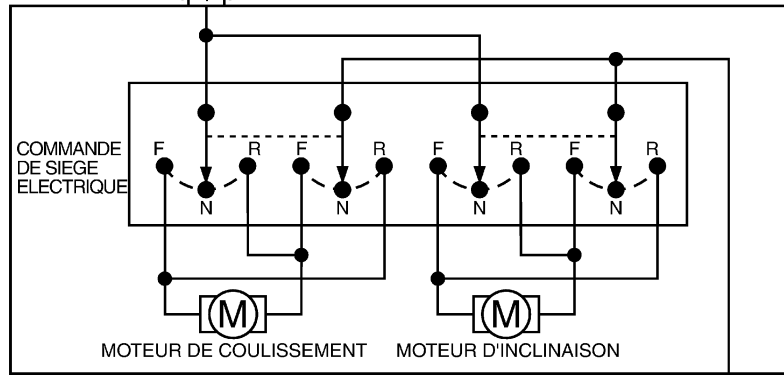 COMMANDE
DE SIEGE
ELECTRIQUE
F R F R F R F R
N N N N
M M
MOTEUR DE COULISSEMENT MOTEUR D'INCLINAISON